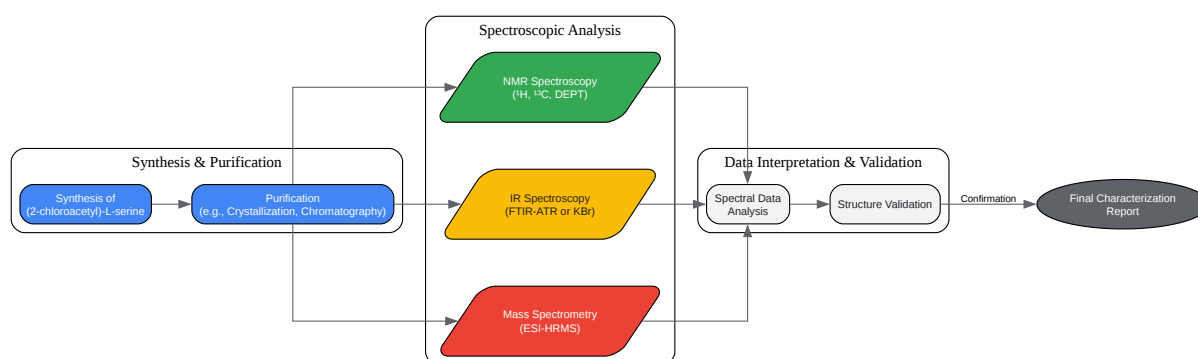 Spectroscopic Analysis
NMR Spectroscopy
(¹H, ¹³C, DEPT)
Synthesis & Purification
Synthesis of
(2-chloroacetyl)-L-serine
Purification
(e.g., Crystallization, Chromatography)
IR Spectroscopy
(FTIR-ATR or KBr)
Mass Spectrometry
(ESI-HRMS)
Data Interpretation & Validation
Spectral Data
Analysis
Structure Validation
Confirmation
Final Characterization
Report